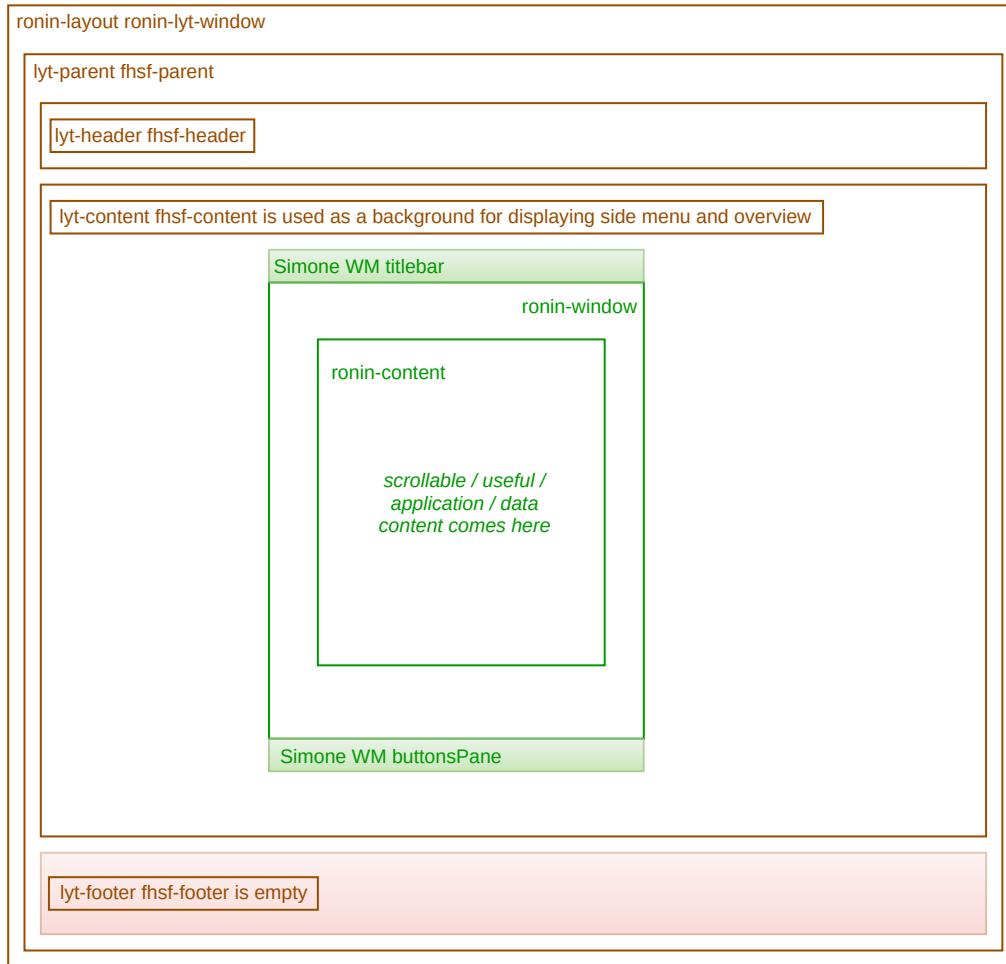 ronin-layout ronin-lyt-window
lyt-parent fhsf-parent
lyt-header fhsf-header
lyt-content fhsf-content is used as a background for displaying side menu and overview
Simone WM titlebar
ronin-window
ronin-content
scrollable / useful /
application / data
content comes here
Simone WM buttonsPane
lyt-footer fhsf-footer is empty